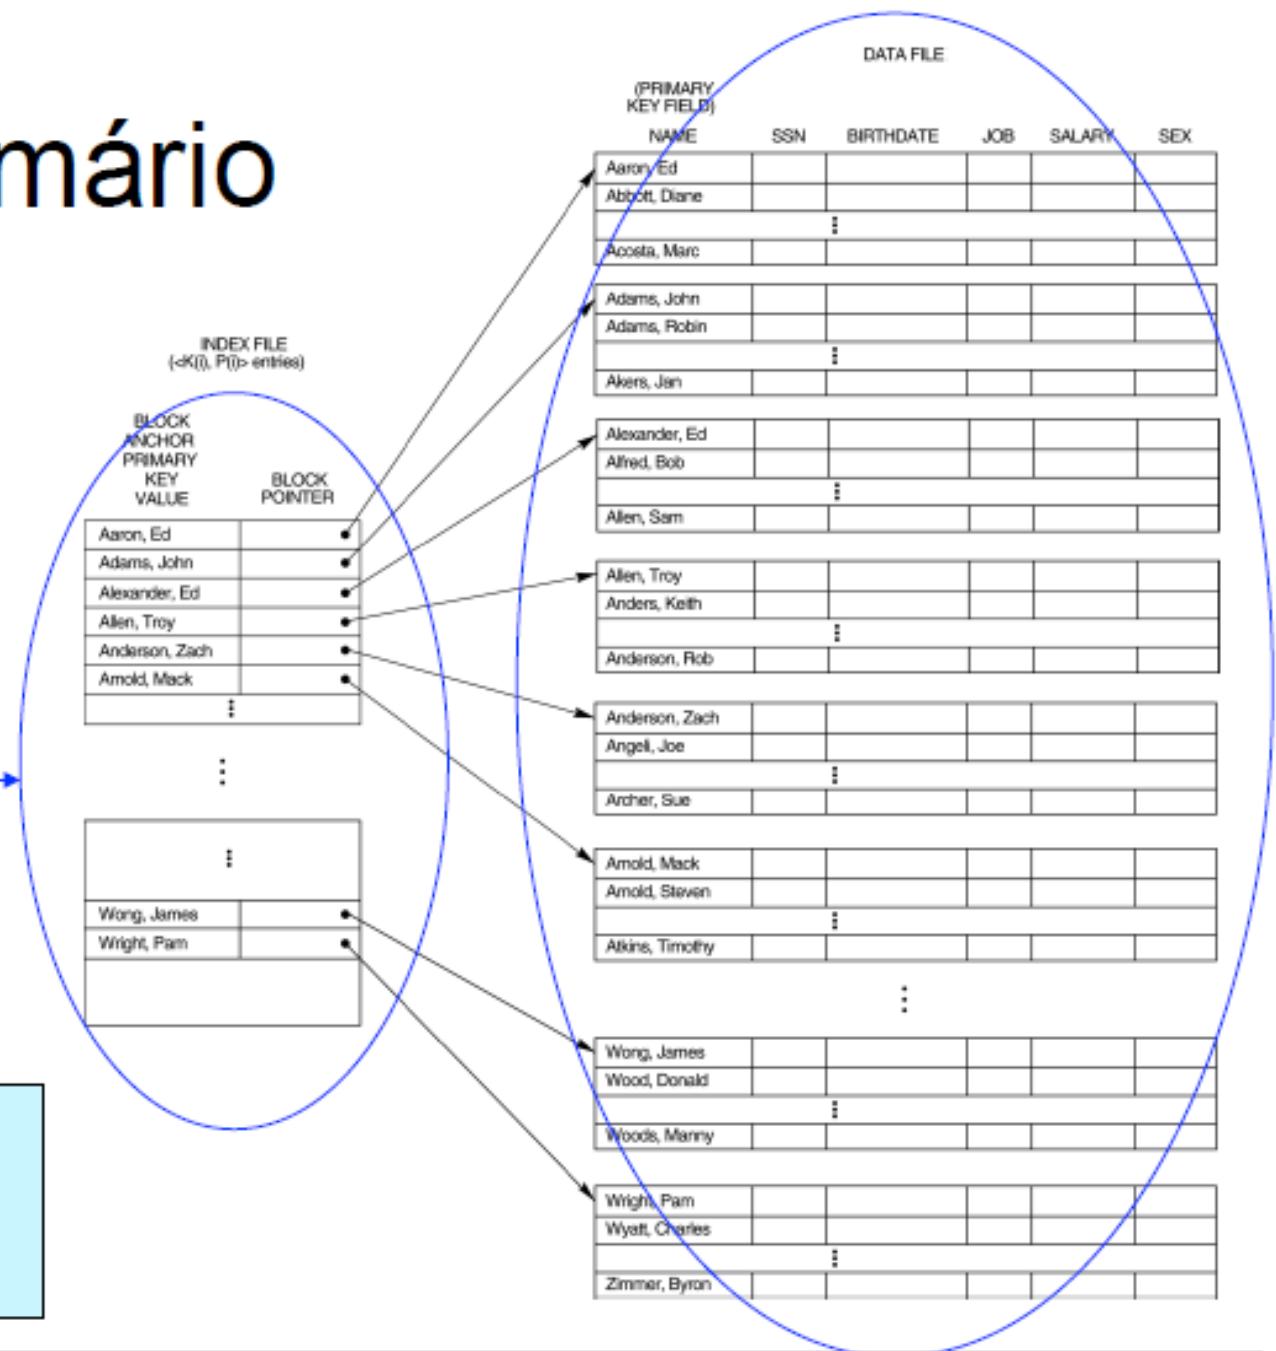 mário
DATA FILE
(PRIMARY
KEY FIELD)
NAME SSN BIRTHDATE JOB SALARY SEX
Aaron, Ed
Abbott, Diane
Acosta, Marc
Adams, John
Adams, Robin
Akers, Jan
Alexander, Ed
Alfred, Bob
Allen, Sam
Allen, Troy
Anders, Keith
Anderson, Rob
Anderson, Zach
Angeli, Joe
Archer, Sue
Arnold, Mack
Arnold, Steven
Atkins, Timothy
Wong, James
Wood, Donald
Woods, Manny
Wright, Pam
Wyatt, Charles
Zimmer, Byron
INDEX FILE
(<K(i), P(i)> entries)
BLOCK
ANCHOR
PRIMARY
KEY
VALUE
BLOCK
POINTER
Aaron, Ed
Adams, John
Alexander, Ed
Allen, Troy
Anderson, Zach
Arnold, Mack
Wong, James
Wright, Pam